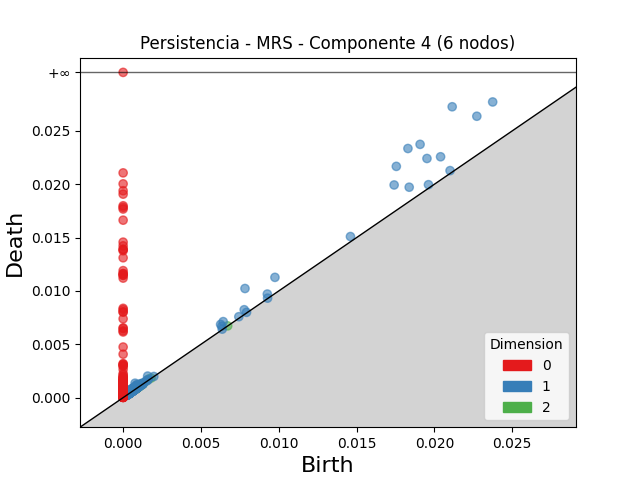 Persistencia - MRS - Componente 4 (6 nodos)
+∞
0.025
0.020
0.015
0.010
0.005
0.000
Death
Dimension
0
1
2
0.000 0.005 0.010 0.015 0.020 0.025
Birth